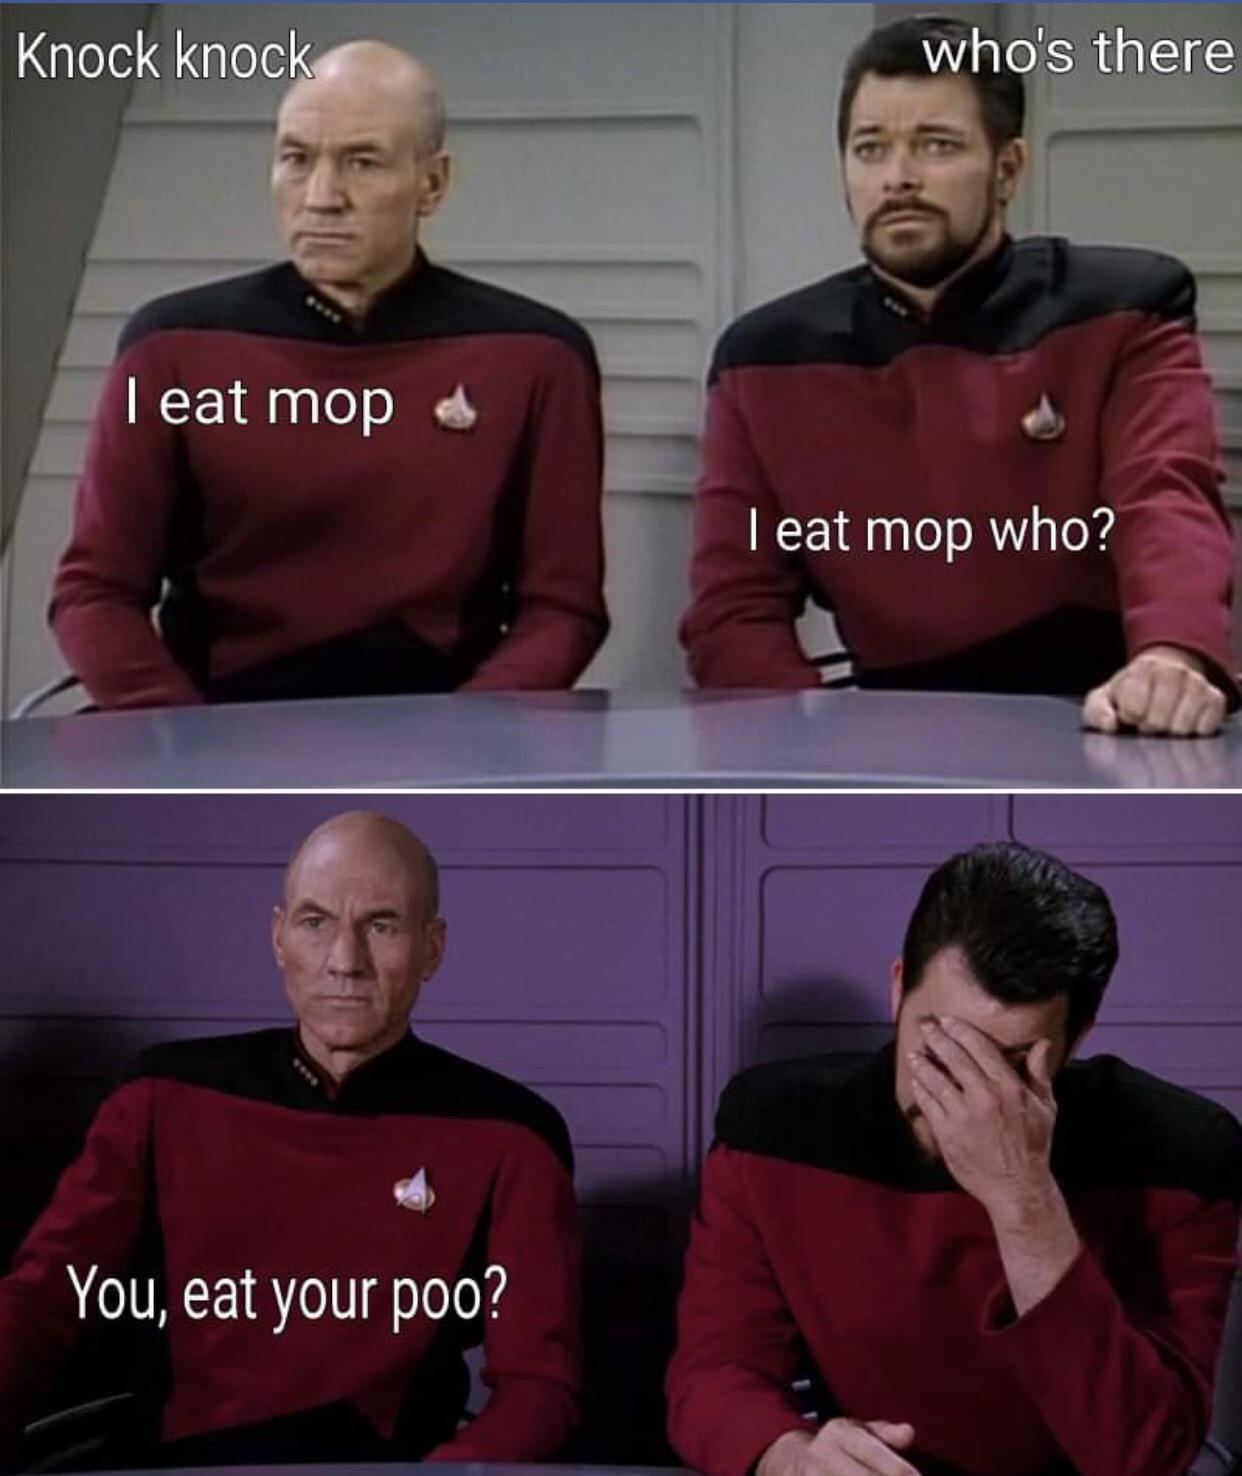 Knock knock
who's there
I eat mop
I eat mop who?
You, eat your poo?